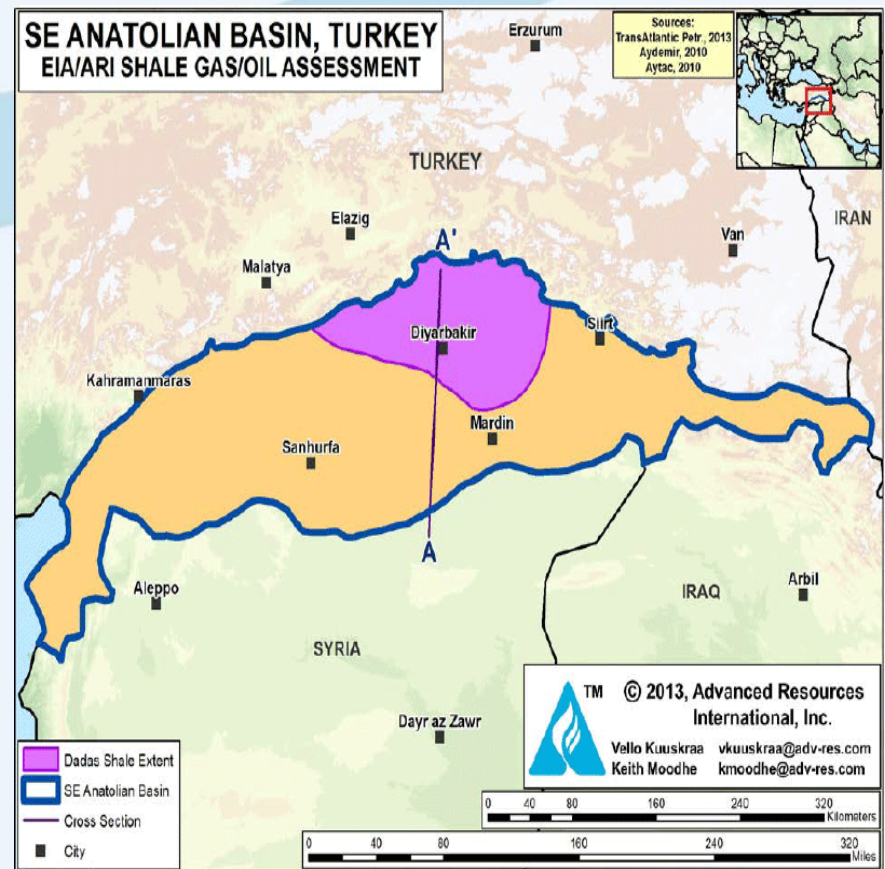 SE ANATOLIAN BASIN, TURKEY
EIA/ARI SHALE GAS/OIL ASSESSMENT
Sources:
TransAtlantic Petr., 2013
Aydemir, 2010
Aytac, 2010
Erzurum
TURKEY
IRAN
Elazig
Van
A'
Malatya
Diyarbakir
Siirt
Kahramanmaras
Mardin
Sanhurfa
A
Aleppo
IRAQ
Arbil
SYRIA
Dayr az Zawr
TM
© 2013, Advanced Resources
International, Inc.
Vello Kuuskraa vkuuskraa@adv-res.com
Keith Moodhe kmoodhe@adv-res.com
Dadas Shale Extent
SE Anatolian Basin
Cross Section
City
0 40 80 160 240 320
Kilometers
0 40 80 160 240 320
Miles